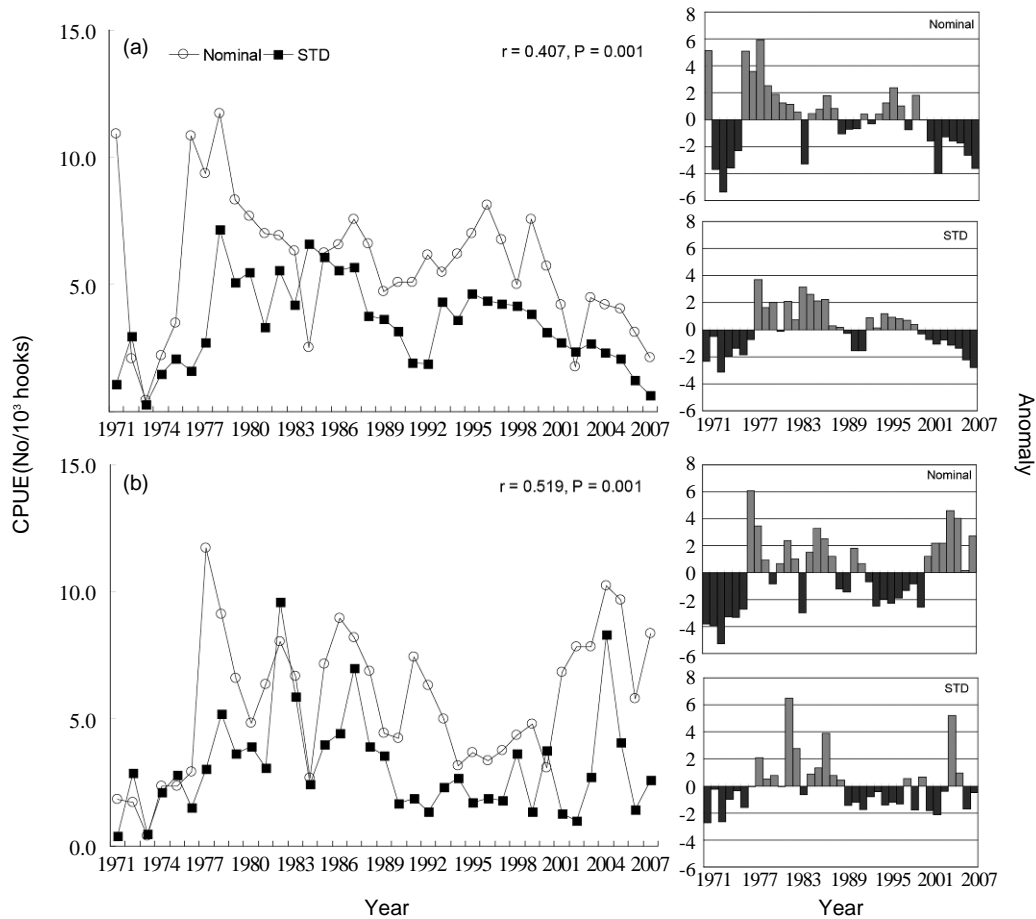 15.0
(a)
Nominal STD
r = 0.407, P = 0.001
10.0
5.0
1971 1974 1977 1980 1983 1986 1989 1992 1995 1998 2001 2004 2007
15.0
(b)
r = 0.519, P = 0.001
10.0
5.0
0.0
1971 1974 1977 1980 1983 1986 1989 1992 1995 1998 2001 2004 2007
CPUE(No/10³ hooks)
Year
Nominal
8
6
4
2
0
-2
-4
-6
STD
8
6
4
2
0
-2
-4
-6
1971 1977 1983 1989 1995 2001 2007
Nominal
8
6
4
2
0
-2
-4
-6
STD
8
6
4
2
0
-2
-4
-6
1971 1977 1983 1989 1995 2001 2007
Year
Anomaly